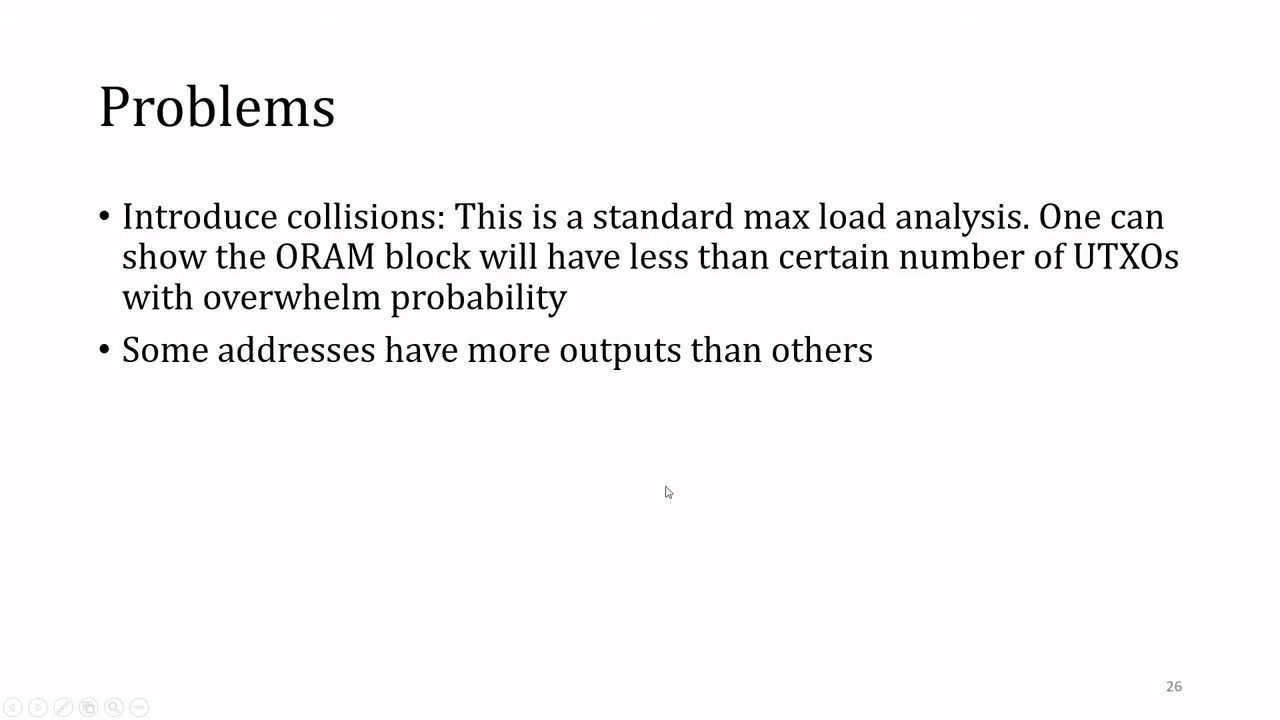 Problems
• Introduce collisions: This is a standard max load analysis. One can
show the ORAM block will have less than certain number of UTXOs
with overwhelm probability
• Some addresses have more outputs than others
26